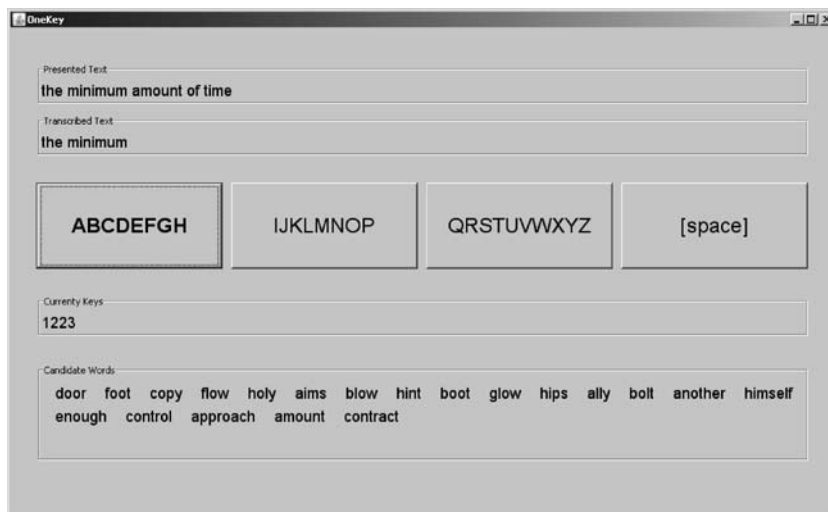 OneKey
Presented Text
the minimum amount of time
Transcribed Text
the minimum
ABCDEFGH IJKLMNOP QRSTUVWXYZ [space]
Currenty Keys
1223
Candidate Words
door foot copy flow holy aims blow hint boot glow hips ally bolt another himself
enough control approach amount contract